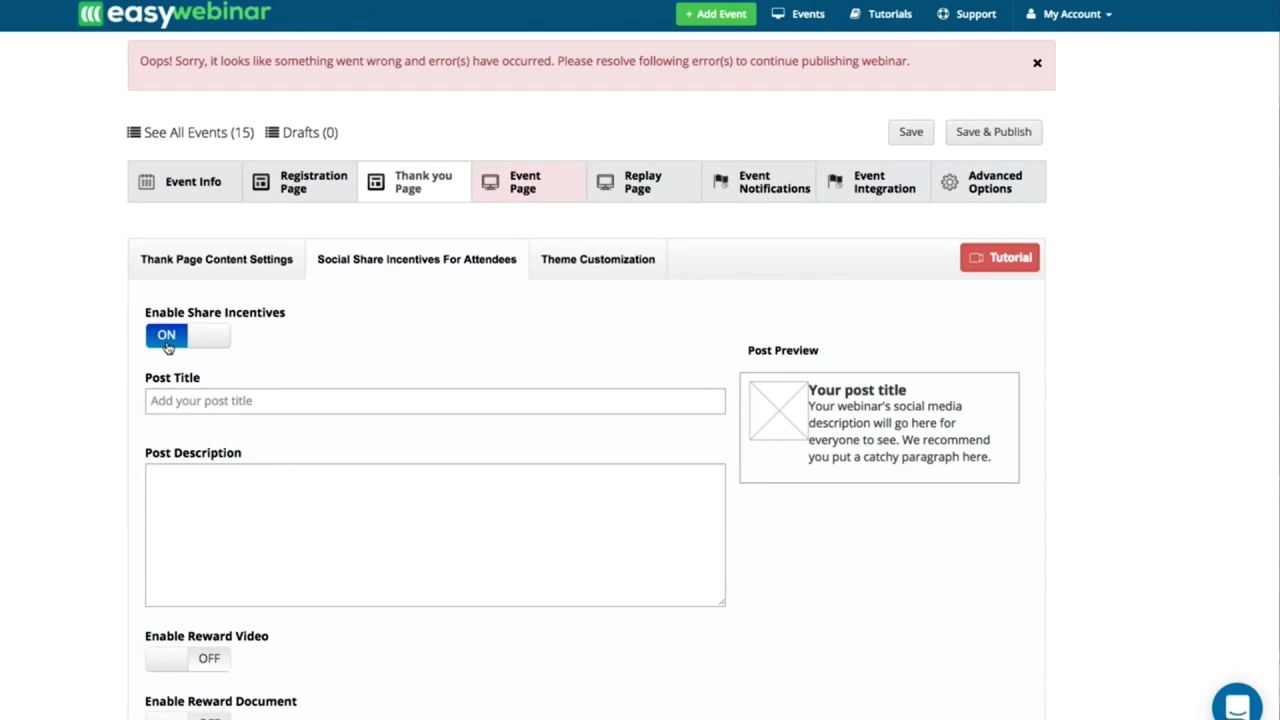 easywebinar
+ Add Event
Events
Tutorials
Support
My Account
Oops! Sorry, it looks like something went wrong and error(s) have occurred. Please resolve following error(s) to continue publishing webinar.
See All Events (15)
Drafts (0)
Save
Save & Publish
Event Info
Registration
Page
Thank you
Page
Event
Page
Replay
Page
Event
Notifications
Event
Integration
Advanced
Options
Thank Page Content Settings
Social Share Incentives For Attendees
Theme Customization
Tutorial
Enable Share Incentives
ON
Post Title
Add your post title
Post Description
Post Preview
Your post title
Your webinar's social media
description will go here for
everyone to see. We recommend
you put a catchy paragraph here.
Enable Reward Video
OFF
Enable Reward Document